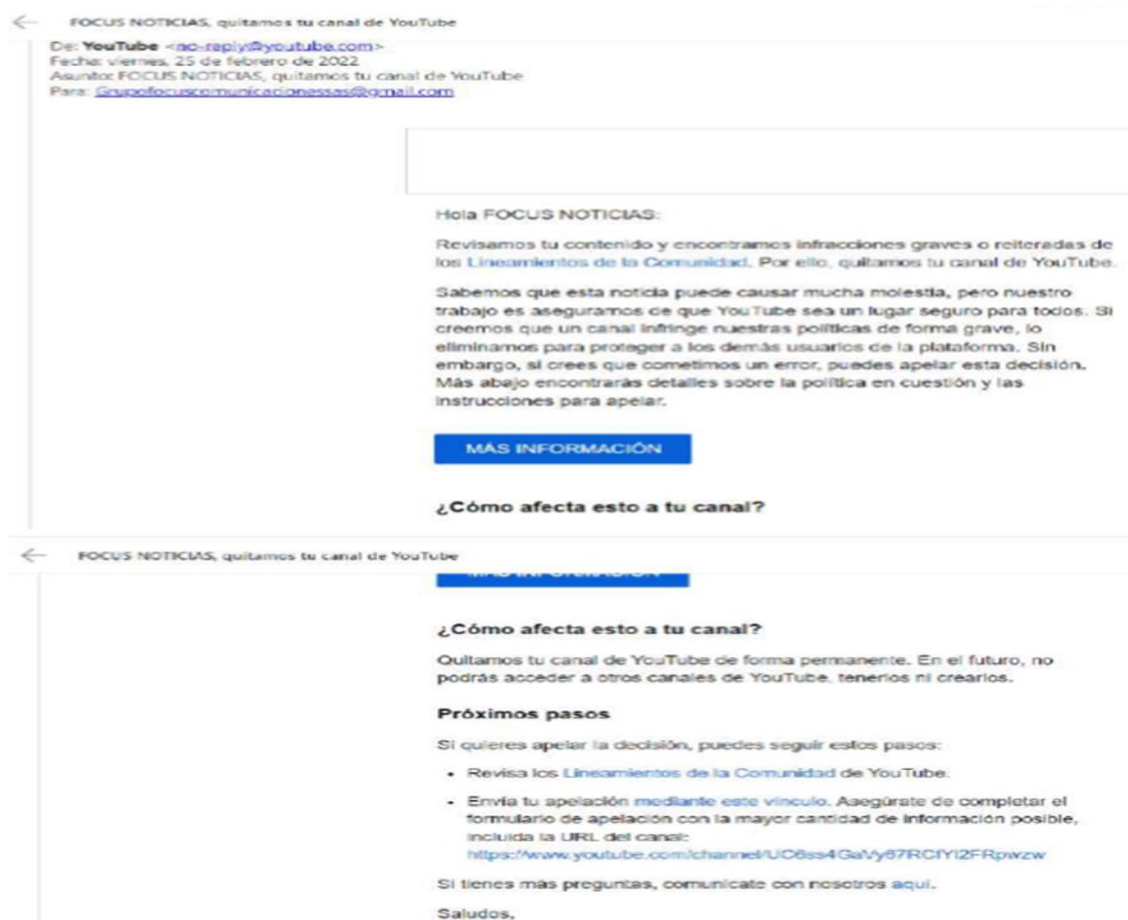 ← FOCUS NOTICIAS, quitamos tu canal de YouTube
De: YouTube <no-reply@youtube.com>
Fecha: viernes, 25 de febrero de 2022
Asunto: FOCUS NOTICIAS, quitamos tu canal de YouTube
Para: Grupofocuscomunicacionessas@gmail.com
Hola FOCUS NOTICIAS:
Revisamos tu contenido y encontramos infracciones graves o reiteradas de
los Lineamientos de la Comunidad. Por ello, quitamos tu canal de YouTube.
Sabemos que esta noticia puede causar mucha molestia, pero nuestro
trabajo es asegurarnos de que YouTube sea un lugar seguro para todos. Si
creemos que un canal infringe nuestras políticas de forma grave, lo
eliminamos para proteger a los demás usuarios de la plataforma. Sin
embargo, si crees que cometimos un error, puedes apelar esta decisión.
Más abajo encontrarás detalles sobre la política en cuestión y las
instrucciones para apelar.
MÁS INFORMACIÓN
¿Cómo afecta esto a tu canal?
← FOCUS NOTICIAS, quitamos tu canal de YouTube
MÁS INFORMACIÓN
¿Cómo afecta esto a tu canal?
Quitamos tu canal de YouTube de forma permanente. En el futuro, no
podrás acceder a otros canales de YouTube, tenerlos ni crearlos.
Próximos pasos
Si quieres apelar la decisión, puedes seguir estos pasos:
• Revisa los Lineamientos de la Comunidad de YouTube.
• Envía tu apelación mediante este vínculo. Asegúrate de completar el
formulario de apelación con la mayor cantidad de información posible,
incluida la URL del canal:
https://www.youtube.com/channel/
Si tienes más preguntas, comunícate con nosotros aquí.
Saludos,